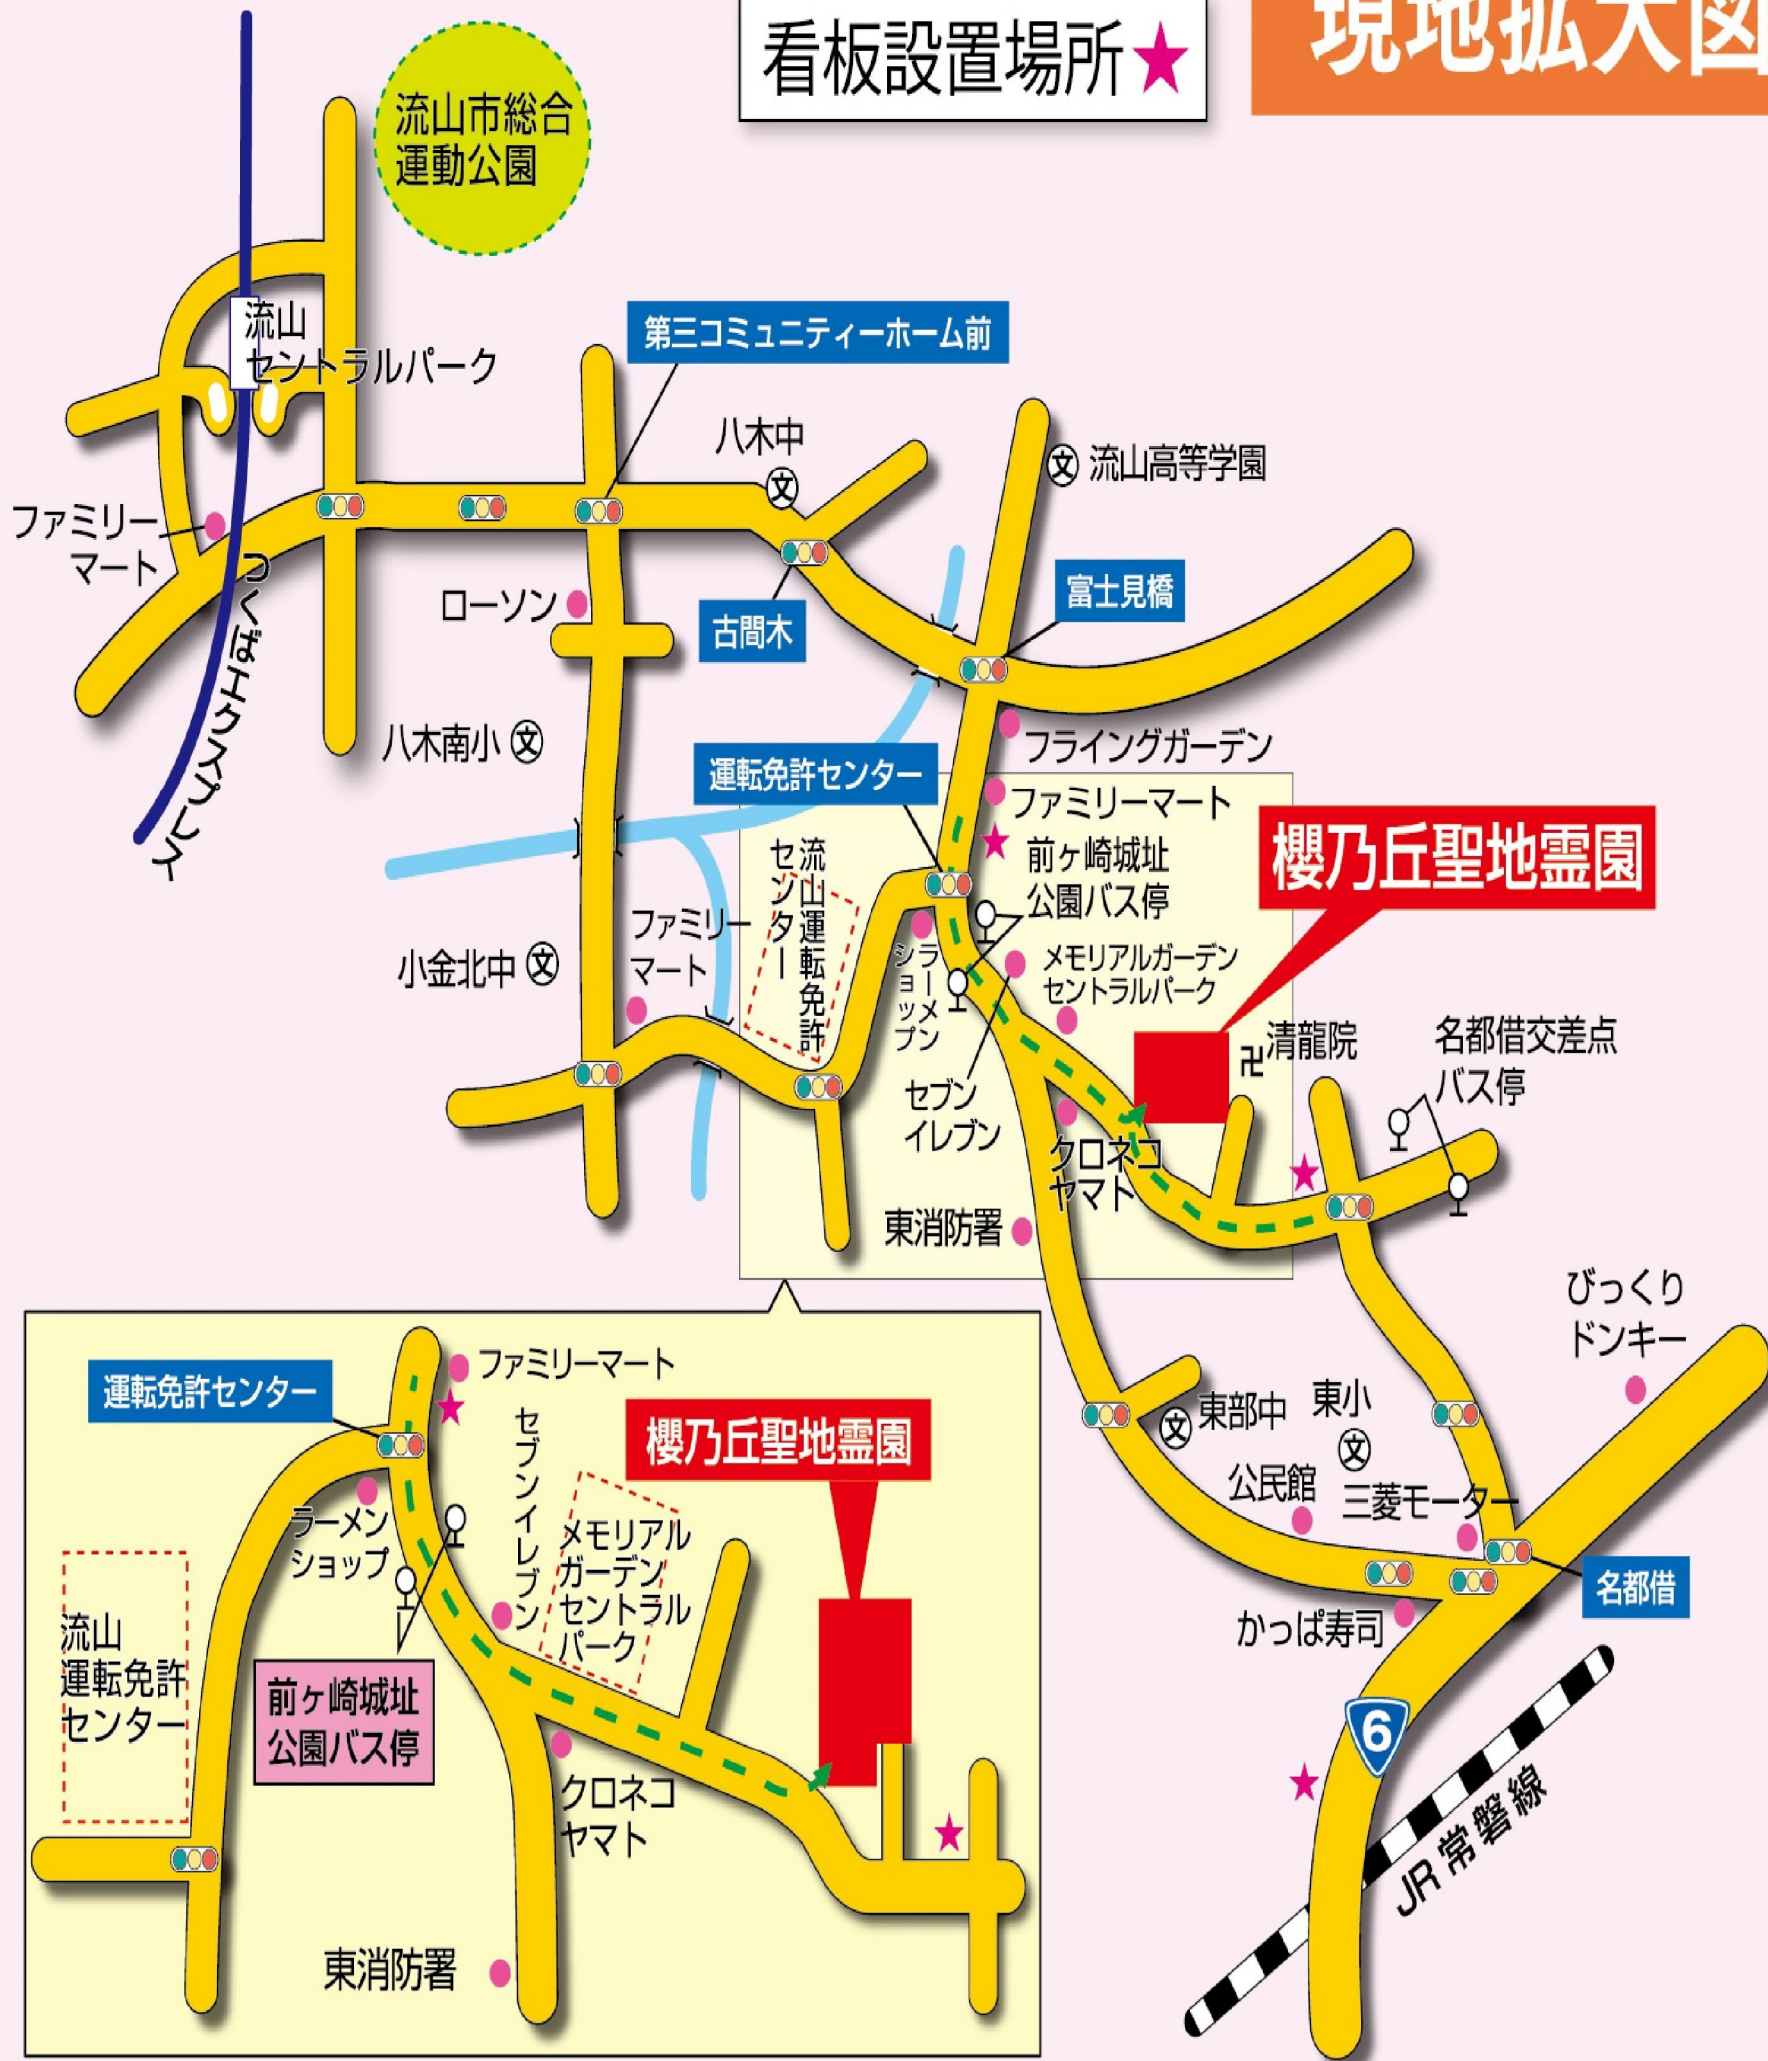 看板設置場所★
現地拡大図
流山市総合
運動公園
流山
セントラルパーク
第三コミュニティーホーム前
八木中
文
文 流山高等学園
ファミリー
マート
つくばエクスプレス
ローソン
古間木
富士見橋
八木南小 文
フライングガーデン
運転免許センター
ファミリーマート
前ヶ崎城址
公園バス停
櫻乃丘聖地霊園
流山運転免許
センター
ファミリー
マート
小金北中 文
ラーメン
ショップ
メモリアルガーデン
セントラルパーク
卍 清龍院
名都借交差点
バス停
セブン
イレブン
クロネコ
ヤマト
東消防署
びっくり
ドンキー
文 東部中
東小
文
公民館
三菱モーター
名都借
かっぱ寿司
6
JR常磐線
運転免許センター
ファミリーマート
セブンイレブン
櫻乃丘聖地霊園
ラーメン
ショップ
メモリアル
ガーデン
セントラル
パーク
流山
運転免許
センター
前ヶ崎城址
公園バス停
クロネコ
ヤマト
東消防署